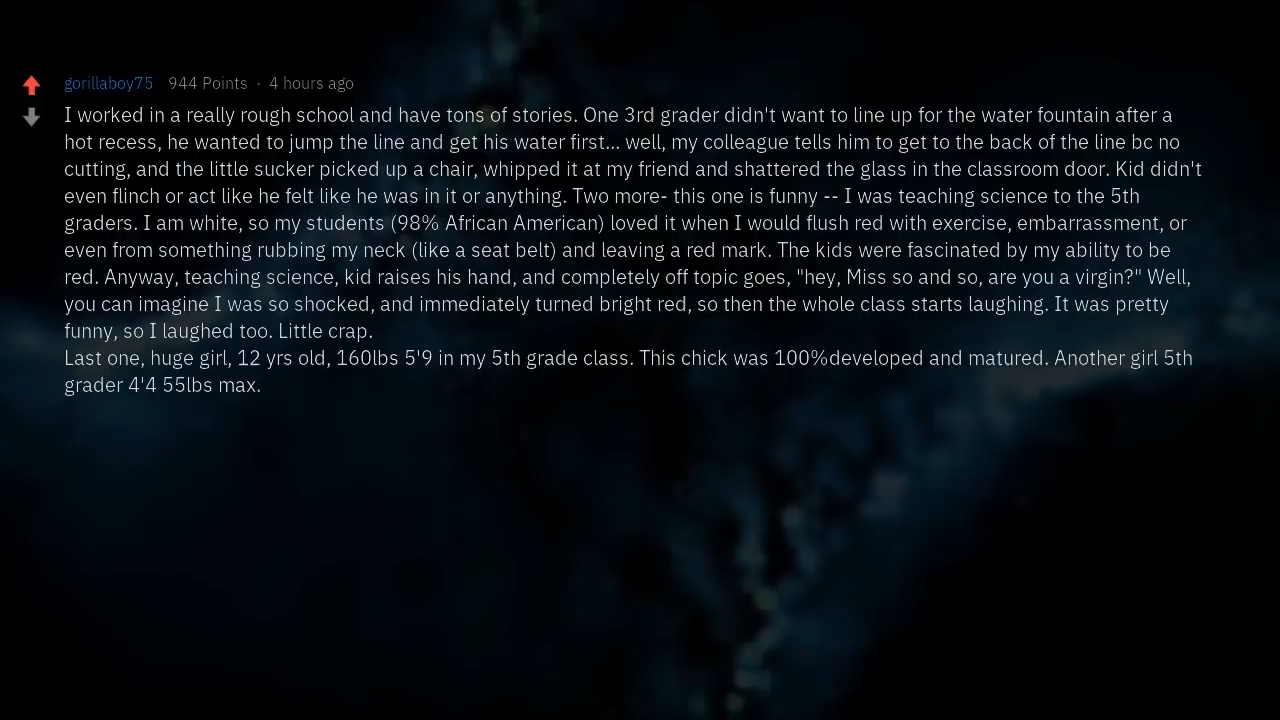 gorillaboy75 944 Points · 4 hours ago
I worked in a really rough school and have tons of stories. One 3rd grader didn't want to line up for the water fountain after a
hot recess, he wanted to jump the line and get his water first... well, my colleague tells him to get to the back of the line bc no
cutting, and the little sucker picked up a chair, whipped it at my friend and shattered the glass in the classroom door. Kid didn't
even flinch or act like he felt like he was in it or anything. Two more- this one is funny -- I was teaching science to the 5th
graders. I am white, so my students (98% African American) loved it when I would flush red with exercise, embarrassment, or
even from something rubbing my neck (like a seat belt) and leaving a red mark. The kids were fascinated by my ability to be
red. Anyway, teaching science, kid raises his hand, and completely off topic goes, "hey, Miss so and so, are you a virgin?" Well,
you can imagine I was so shocked, and immediately turned bright red, so then the whole class starts laughing. It was pretty
funny, so I laughed too. Little crap.
Last one, huge girl, 12 yrs old, 160lbs 5'9 in my 5th grade class. This chick was 100%developed and matured. Another girl 5th
grader 4'4 55lbs max.